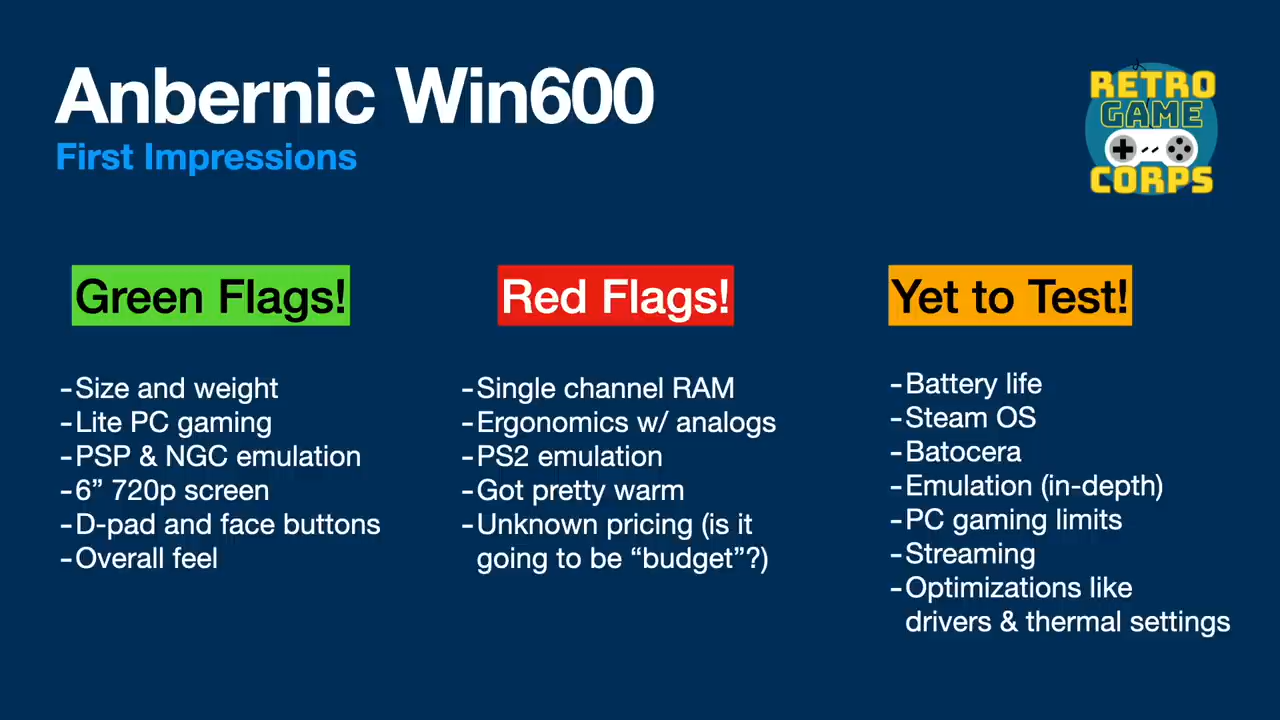 Anbernic Win600
First Impressions
RETRO
GAME
CORPS
Green Flags!
-Size and weight
-Lite PC gaming
-PSP & NGC emulation
-6” 720p screen
-D-pad and face buttons
-Overall feel
Red Flags!
-Single channel RAM
-Ergonomics w/ analogs
-PS2 emulation
-Got pretty warm
-Unknown pricing (is it
going to be “budget”?)
Yet to Test!
-Battery life
-Steam OS
-Batocera
-Emulation (in-depth)
-PC gaming limits
-Streaming
-Optimizations like
drivers & thermal settings